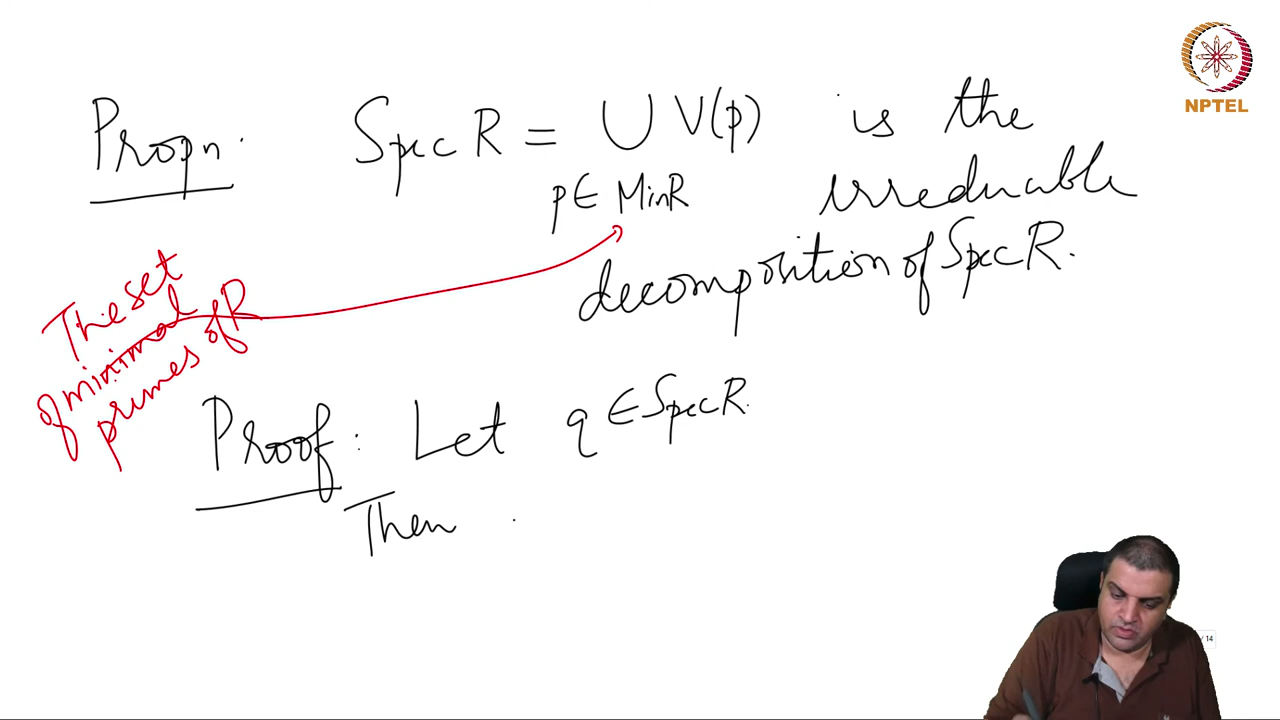 Propn. Spec R = ∪ V(p) is the
p ∈ Min R irreducible
decomposition of Spec R.
The set
of minimal
primes of R
Proof: Let q ∈ Spec R.
Then
NPTEL
/ 14